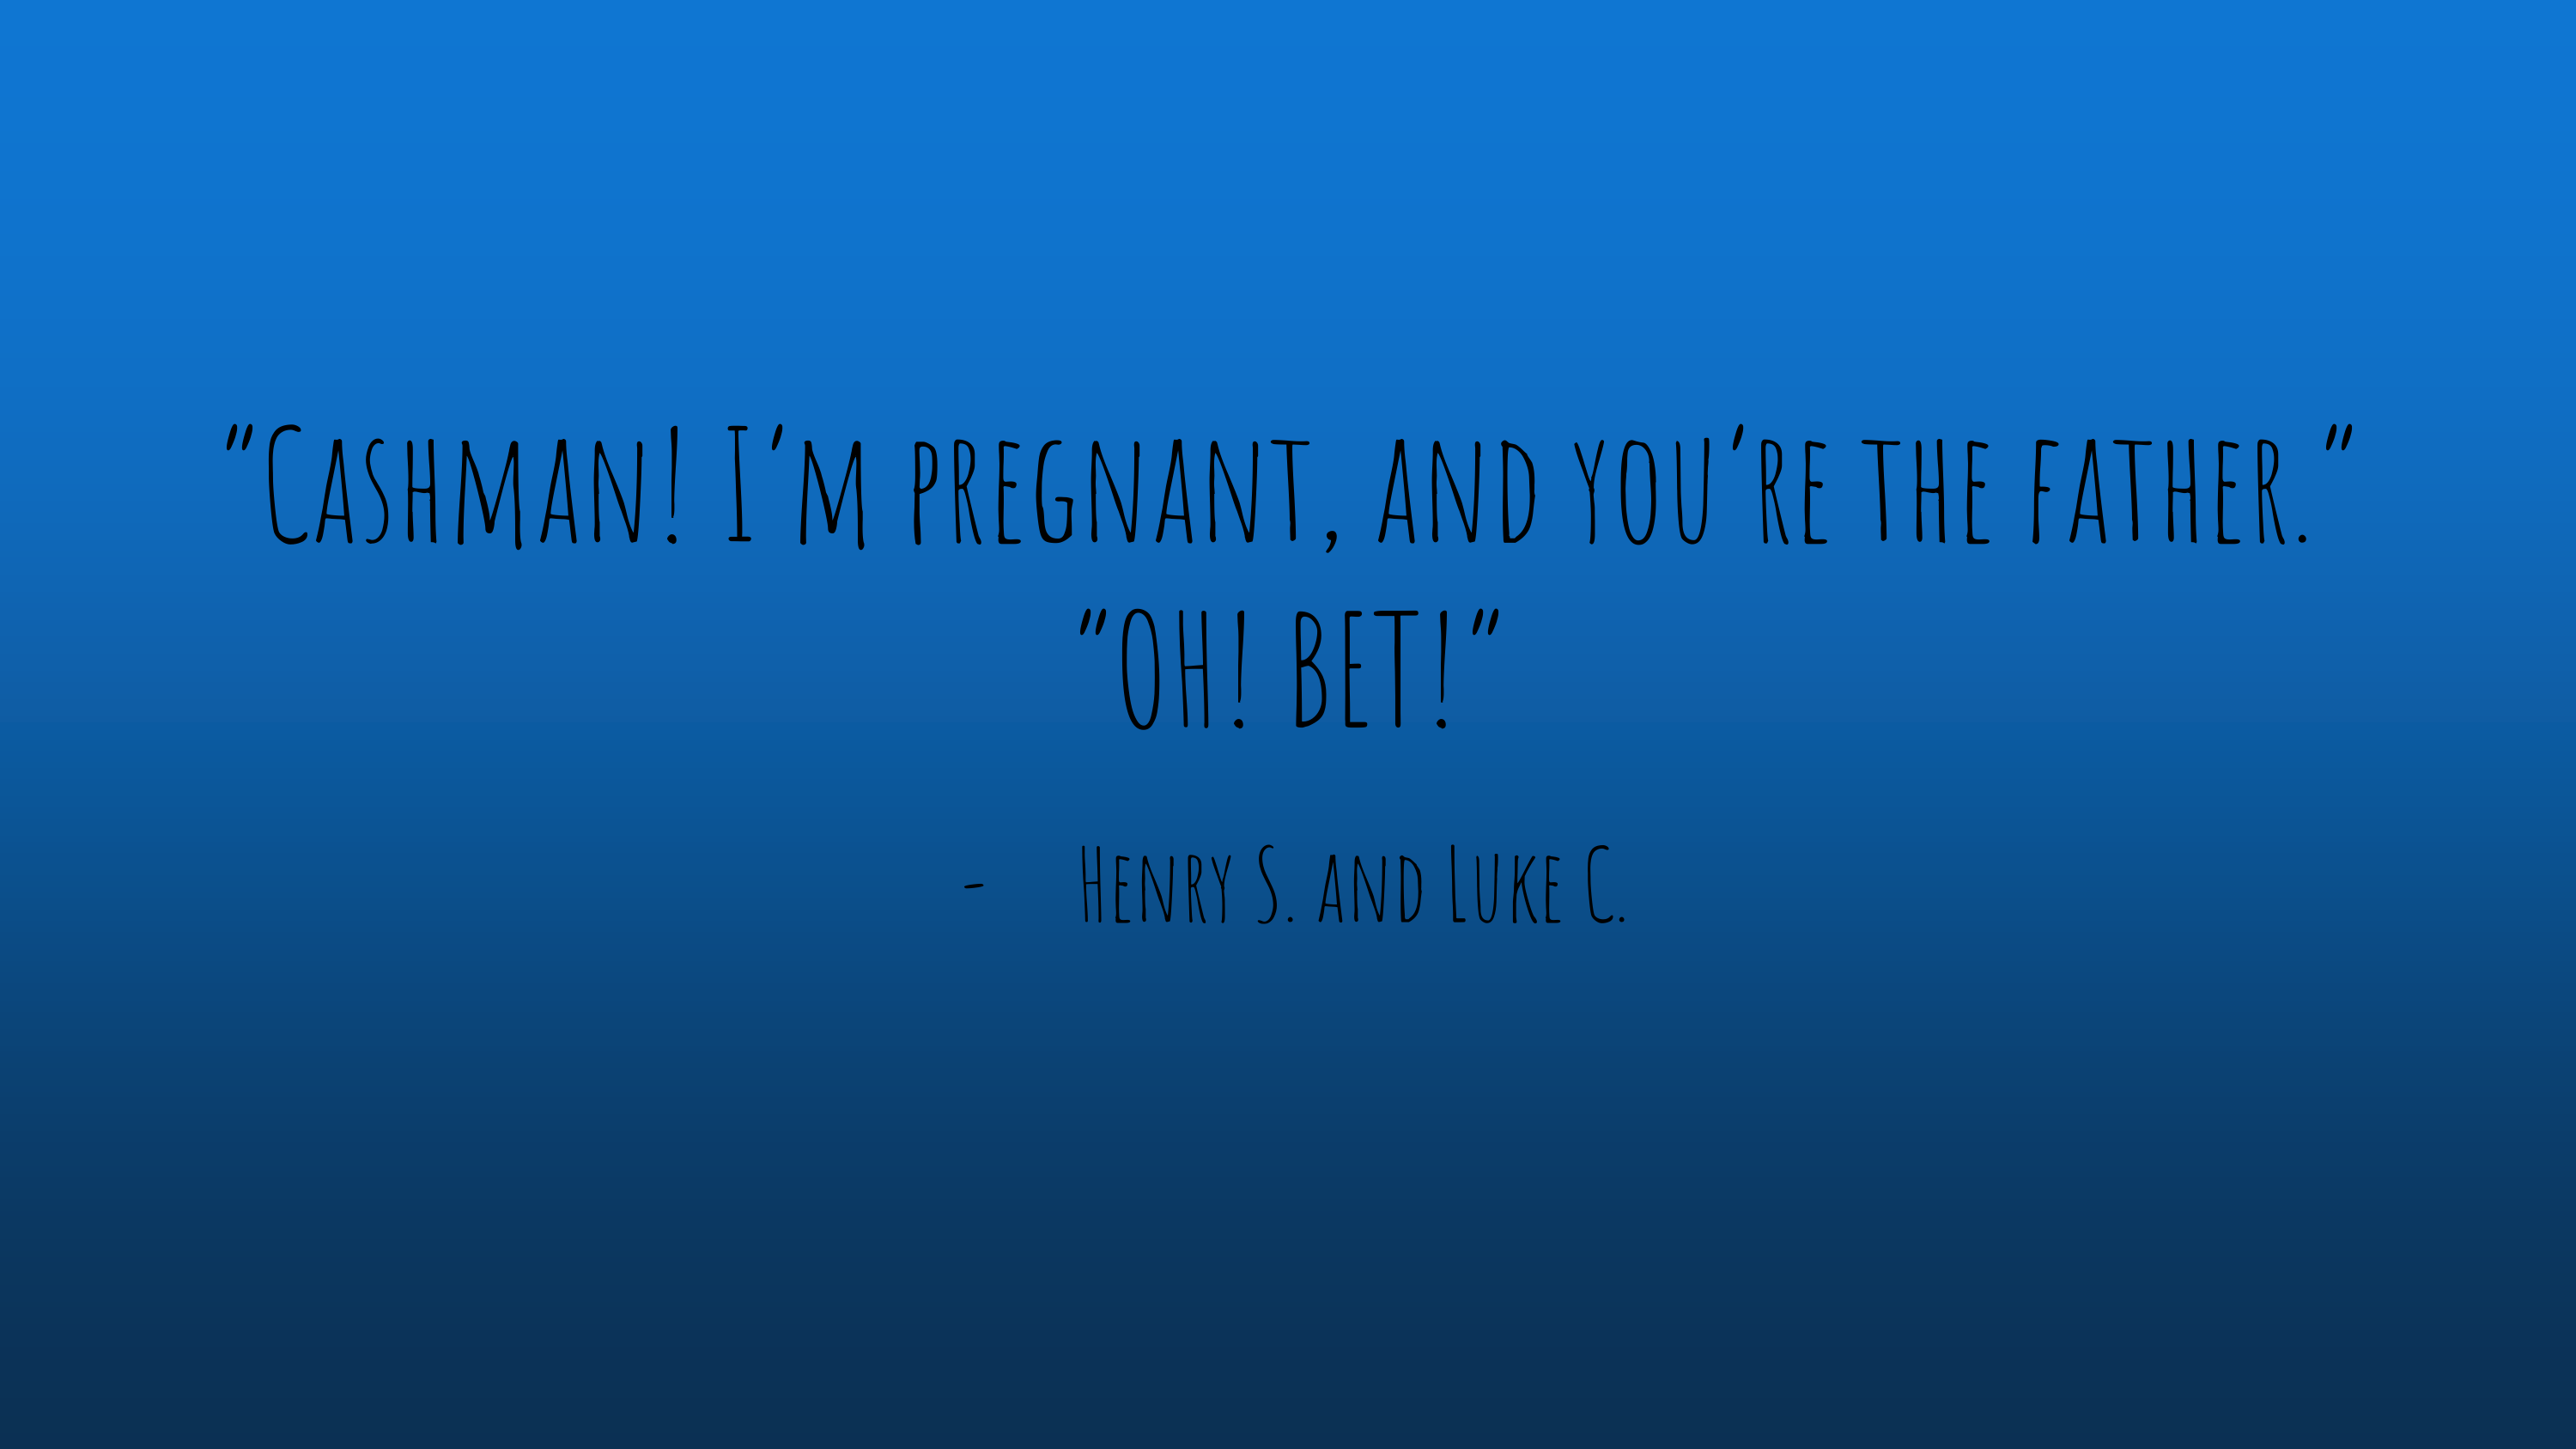 "Cashman! I'm pregnant, and you're the father."
"OH! BET!"
- Henry S. and Luke C.